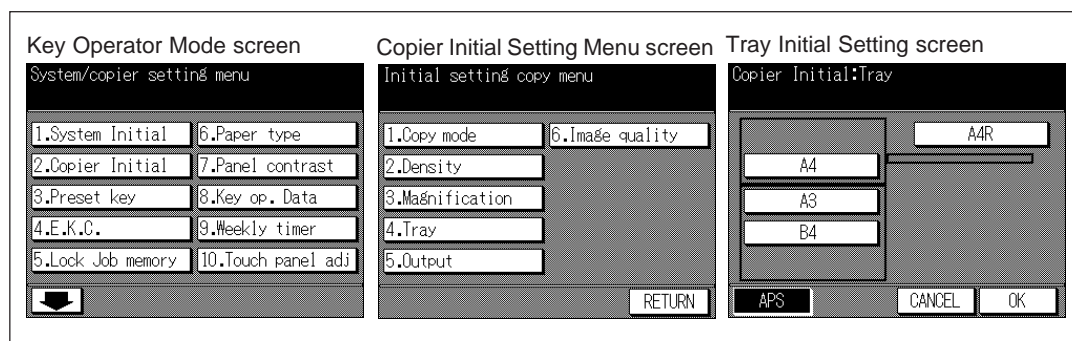 Key Operator Mode screen
System/copier setting menu
1.System Initial
6.Paper type
2.Copier Initial
7.Panel contrast
3.Preset key
8.Key op. Data
4.E.K.C.
9.Weekly timer
5.Lock Job memory
10.Touch panel adj
Copier Initial Setting Menu screen
Initial setting copy menu
1.Copy mode
6.Image quality
2.Density
3.Magnification
4.Tray
5.Output
RETURN
Tray Initial Setting screen
Copier Initial:Tray
A4R
A4
A3
B4
APS
CANCEL
OK